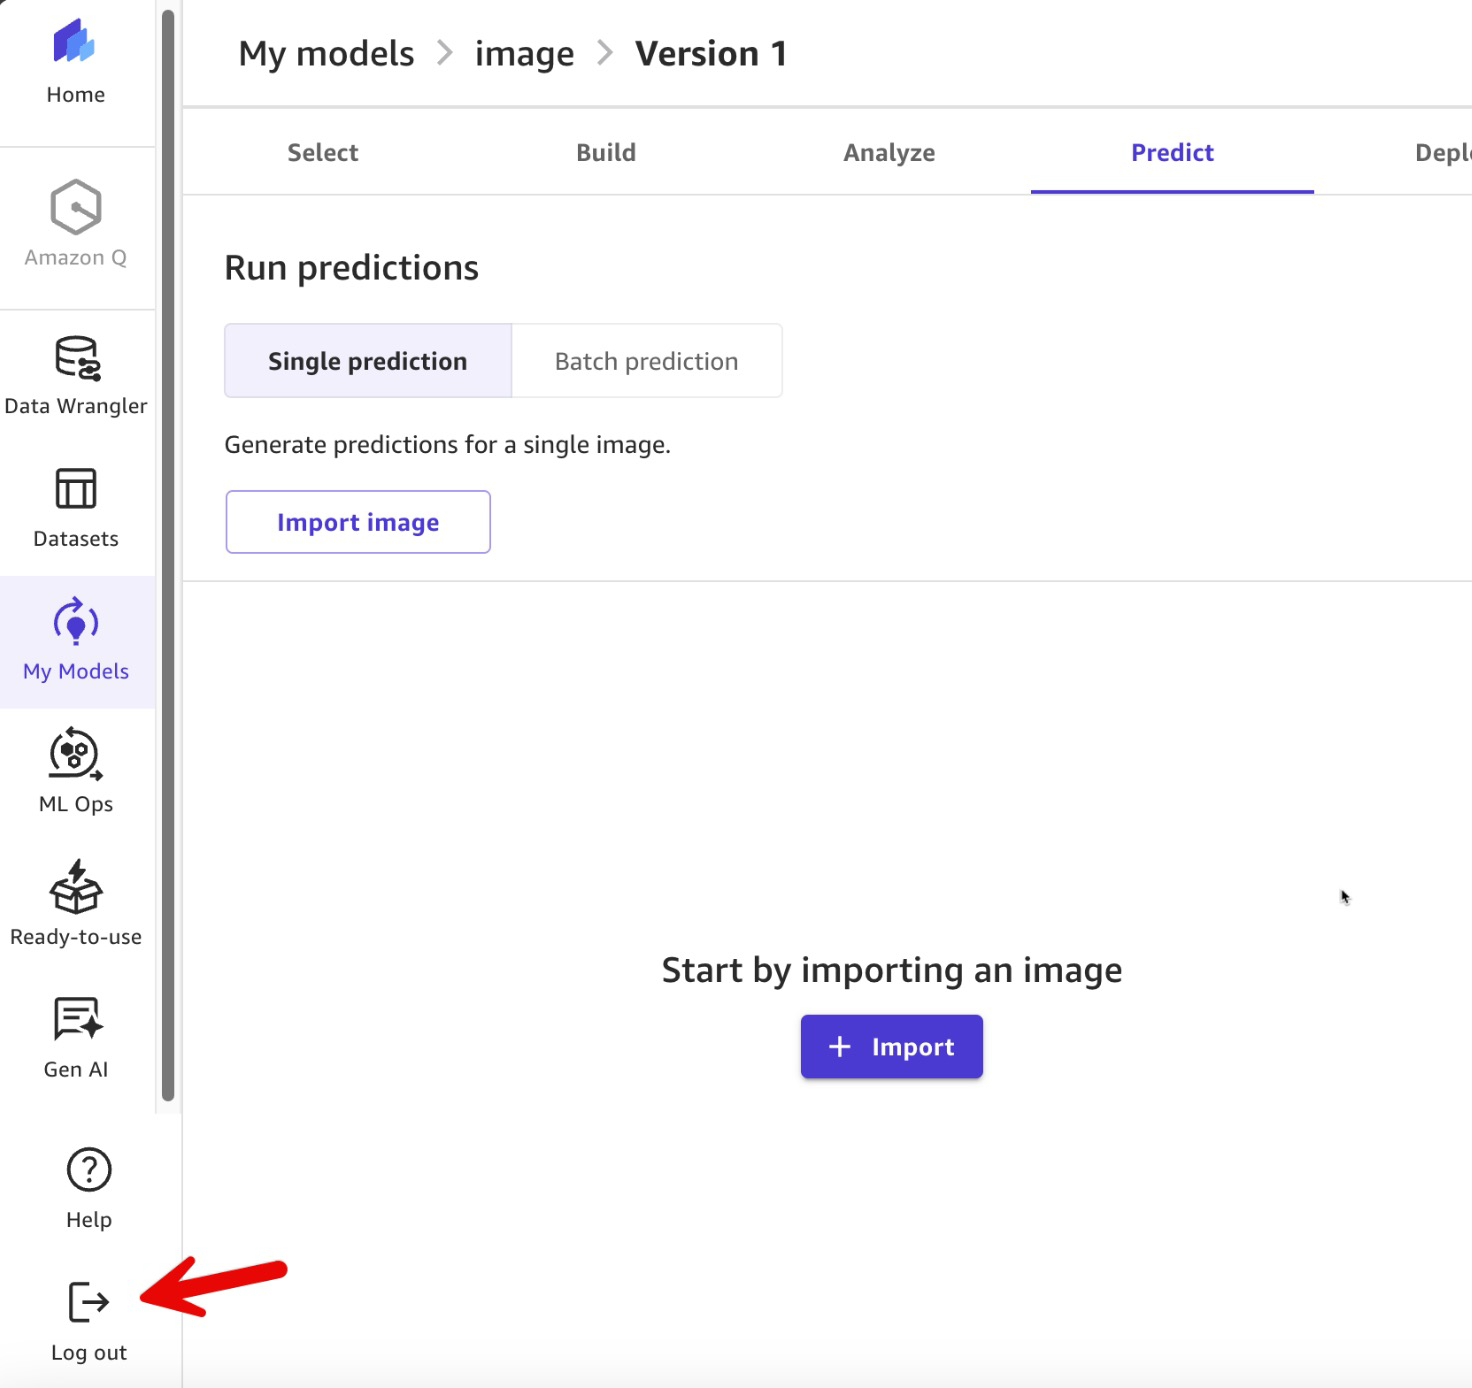 Home
Amazon Q
Data Wrangler
Datasets
My Models
ML Ops
Ready-to-use
Gen AI
Help
Log out
My models > image > Version 1
Select Build Analyze Predict Deplo
Run predictions
Single prediction Batch prediction
Generate predictions for a single image.
Import image
Start by importing an image
+ Import